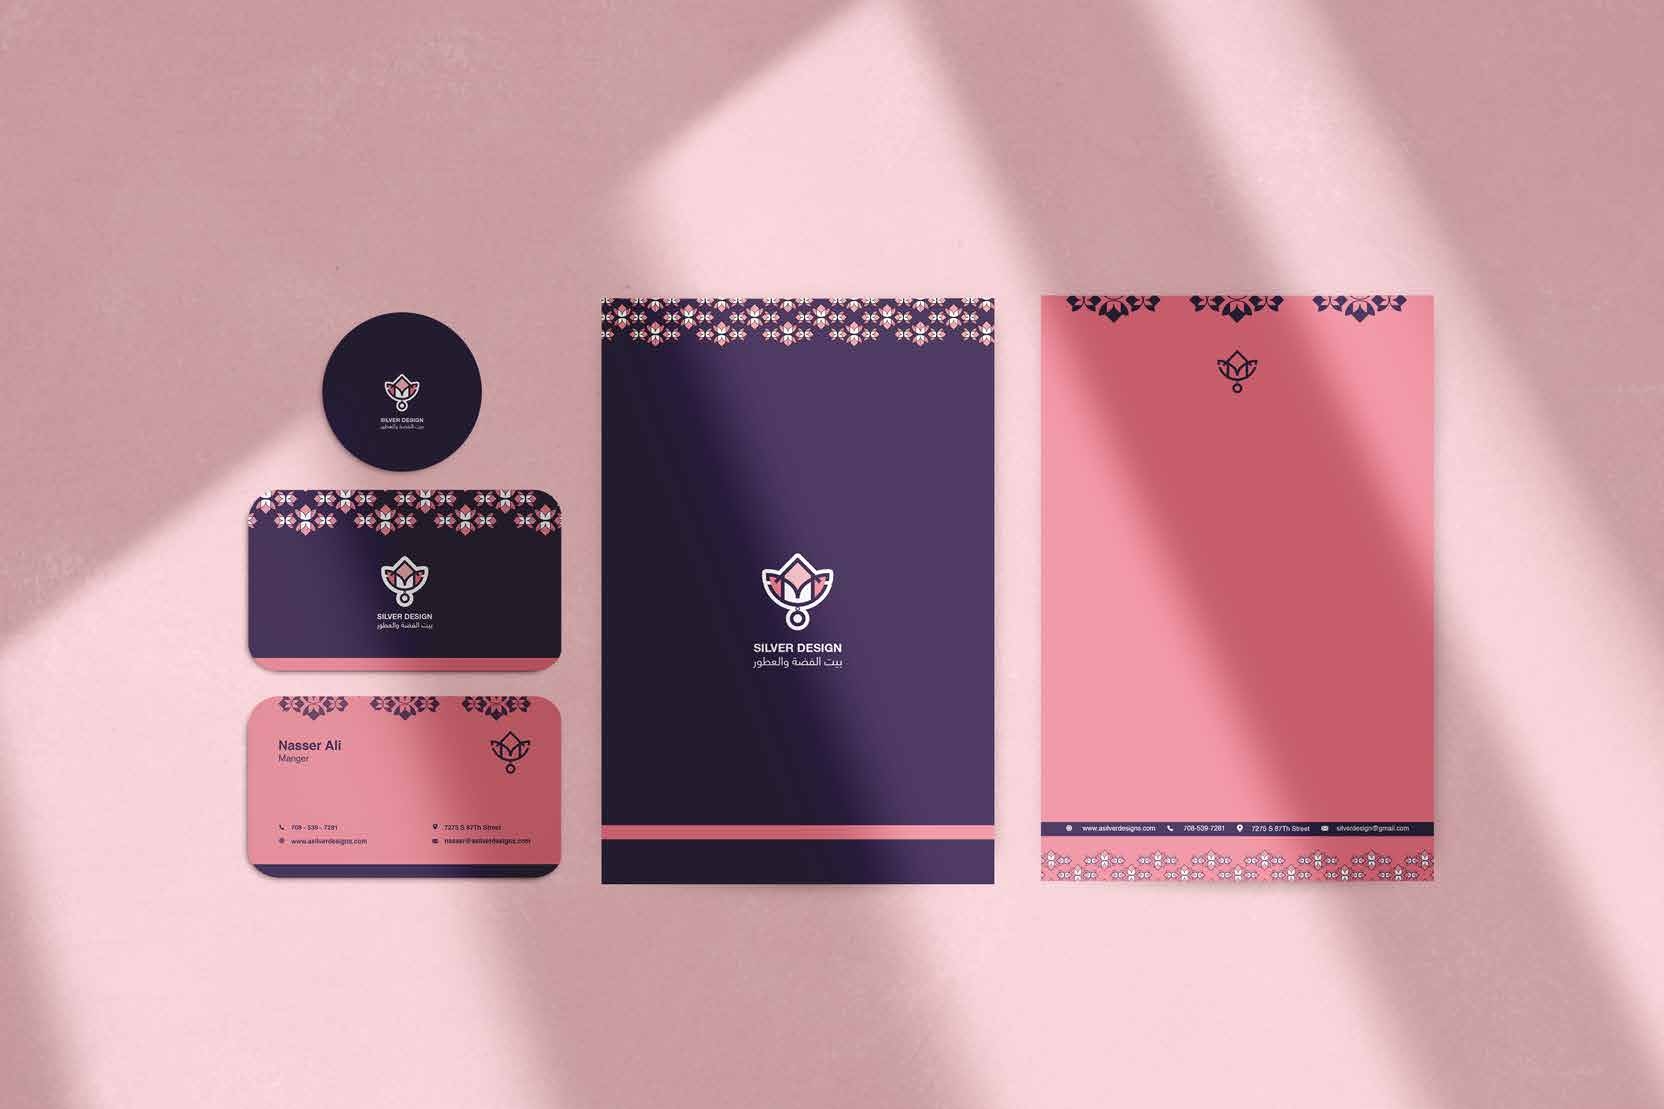 SILVER DESIGN
بيت الفضة والعطور
SILVER DESIGN
بيت الفضة والعطور
Nasser Ali
Manger
708 - 539 - 7281
7275 S 87Th Street
www.asilverdesigns.com
nasser@asilverdesigns.com
SILVER DESIGN
بيت الفضة والعطور
www.asilverdesigns.com 708-539-7281 7275 S 87Th Street silverdesign@gmail.com